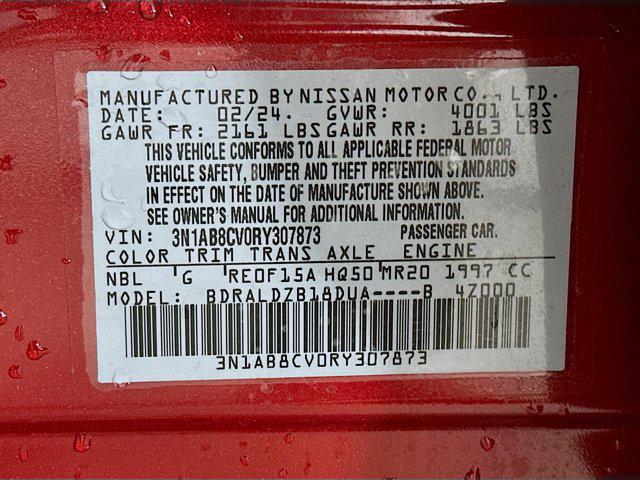 MANUFACTURED BY NISSAN MOTOR CO., LTD.
DATE: 02/24. GVWR: 4001 LBS
GAWR FR: 2161 LBS GAWR RR: 1863 LBS
THIS VEHICLE CONFORMS TO ALL APPLICABLE FEDERAL MOTOR
VEHICLE SAFETY, BUMPER AND THEFT PREVENTION STANDARDS
IN EFFECT ON THE DATE OF MANUFACTURE SHOWN ABOVE.
SEE OWNER'S MANUAL FOR ADDITIONAL INFORMATION.
VIN: 3N1AB8CV0RY307873 PASSENGER CAR.
COLOR TRIM TRANS AXLE ENGINE
NBL G RE0F15A HQ50 MR20 1997 CC
MODEL: BDRALDZB18DUA----B 4Z000
3N1AB8CV0RY307873